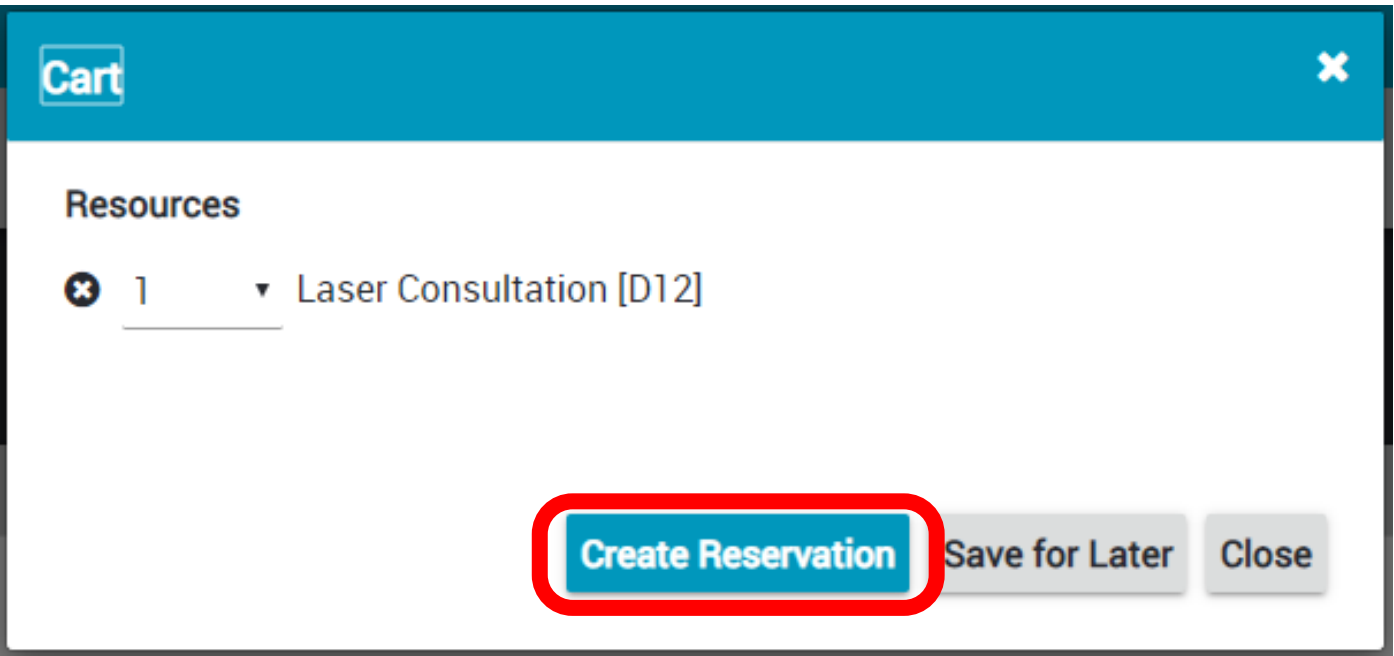 Cart
Resources
1 Laser Consultation [D12]
Create Reservation Save for Later Close